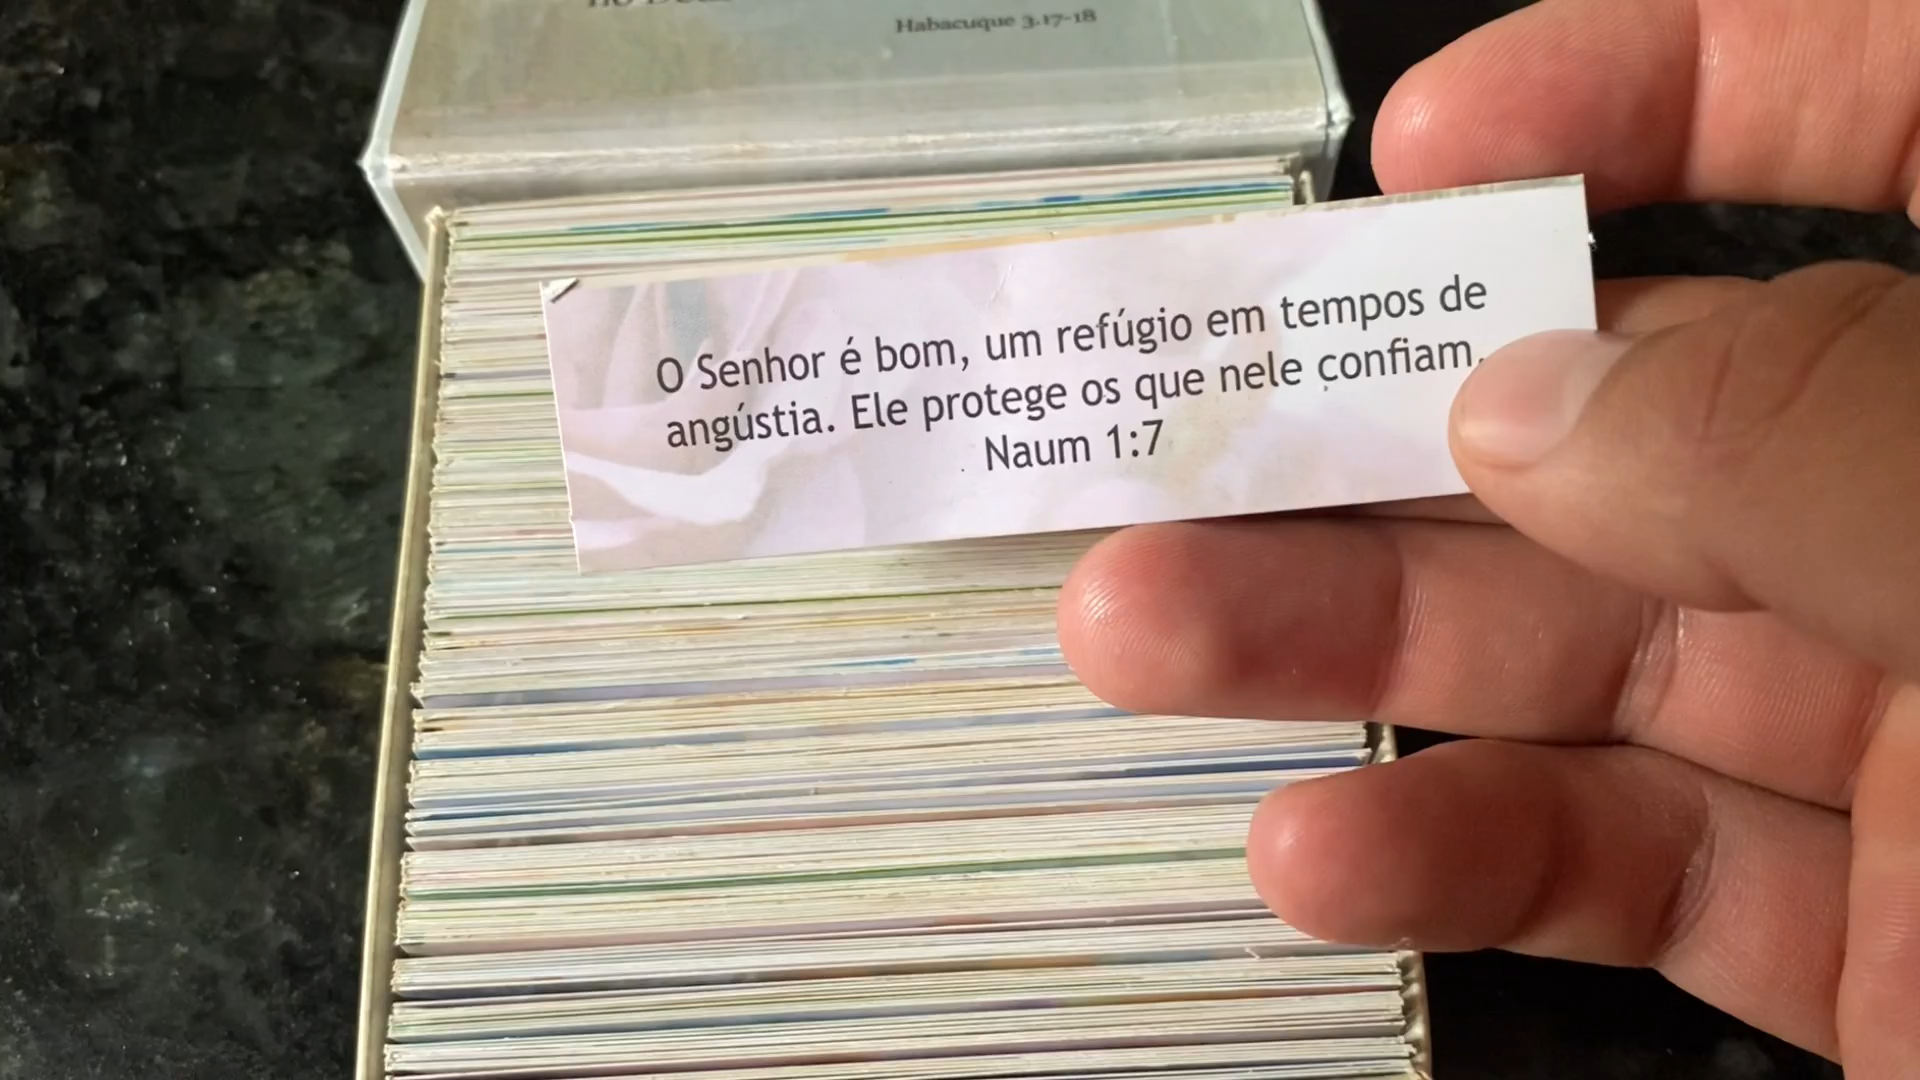 Habacuque 3.17-18
O Senhor é bom, um refúgio em tempos de
angústia. Ele protege os que nele confiam.
Naum 1:7